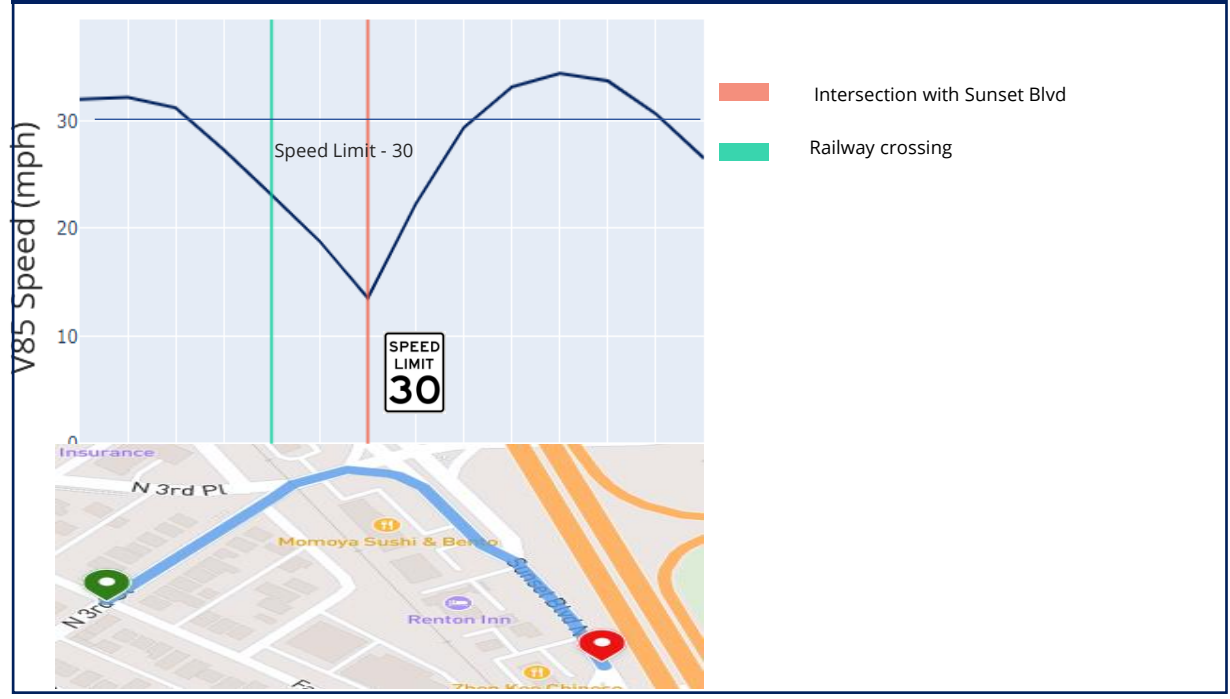 V85 Speed (mph)
30
20
10
0
Speed Limit - 30
SPEED
LIMIT
30
Intersection with Sunset Blvd
Railway crossing
Insurance
N 3rd Pl
Momoya Sushi & Bento
N 3rd
Sunset Blvd N
Renton Inn